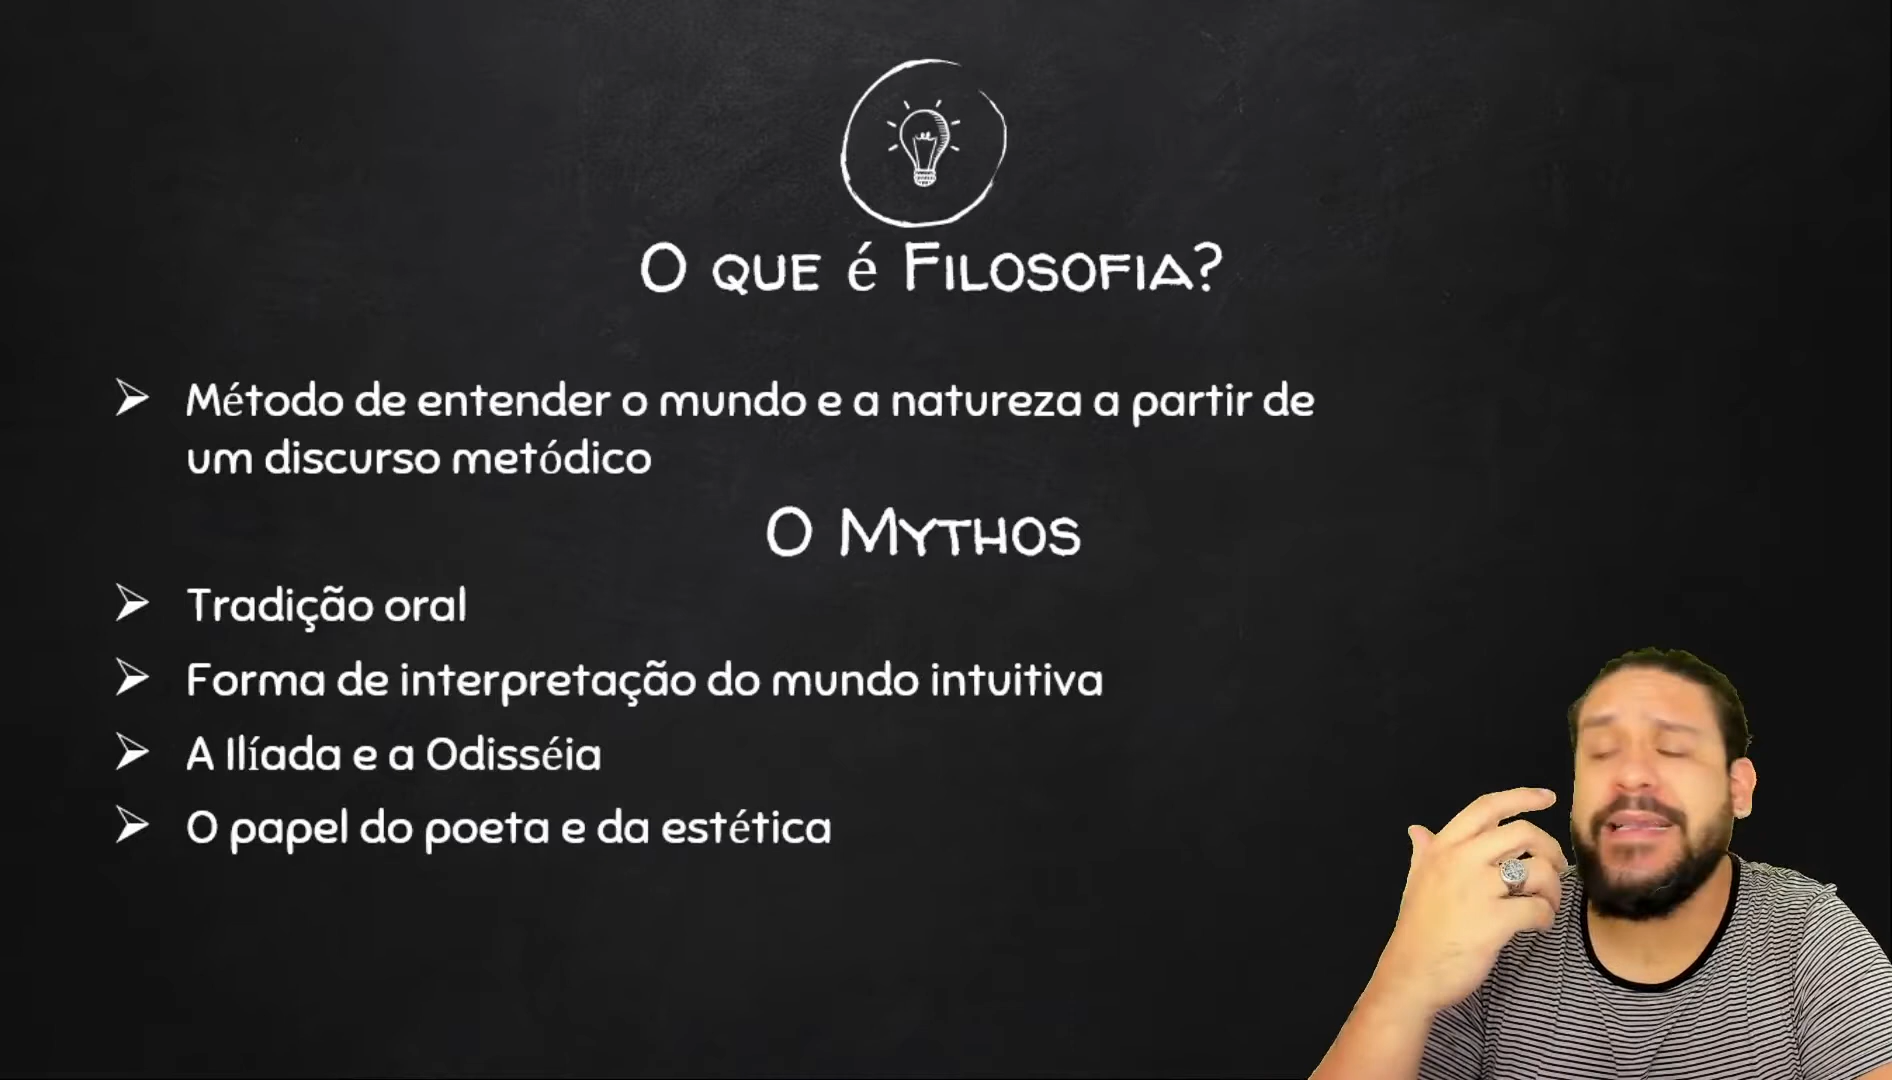 O que é Filosofia?
Método de entender o mundo e a natureza a partir de
um discurso metódico
O Mythos
Tradição oral
Forma de interpretação do mundo intuitiva
A Ilíada e a Odisséia
O papel do poeta e da estética